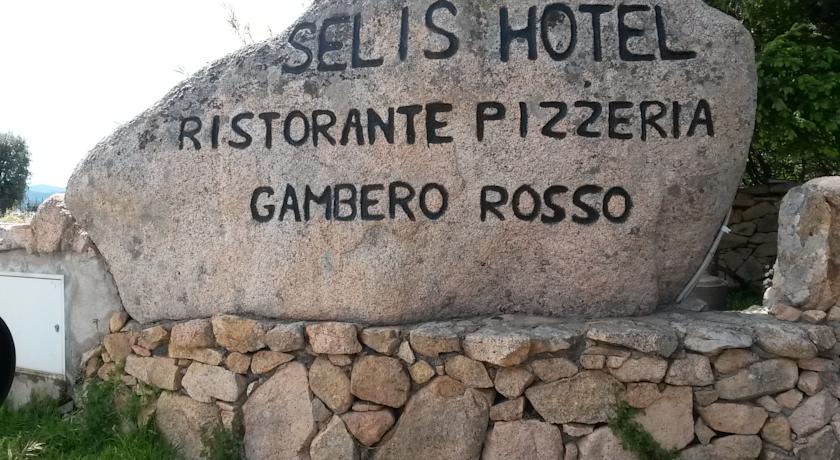 SELIS HOTEL
RISTORANTE PIZZERIA
GAMBERO ROSSO